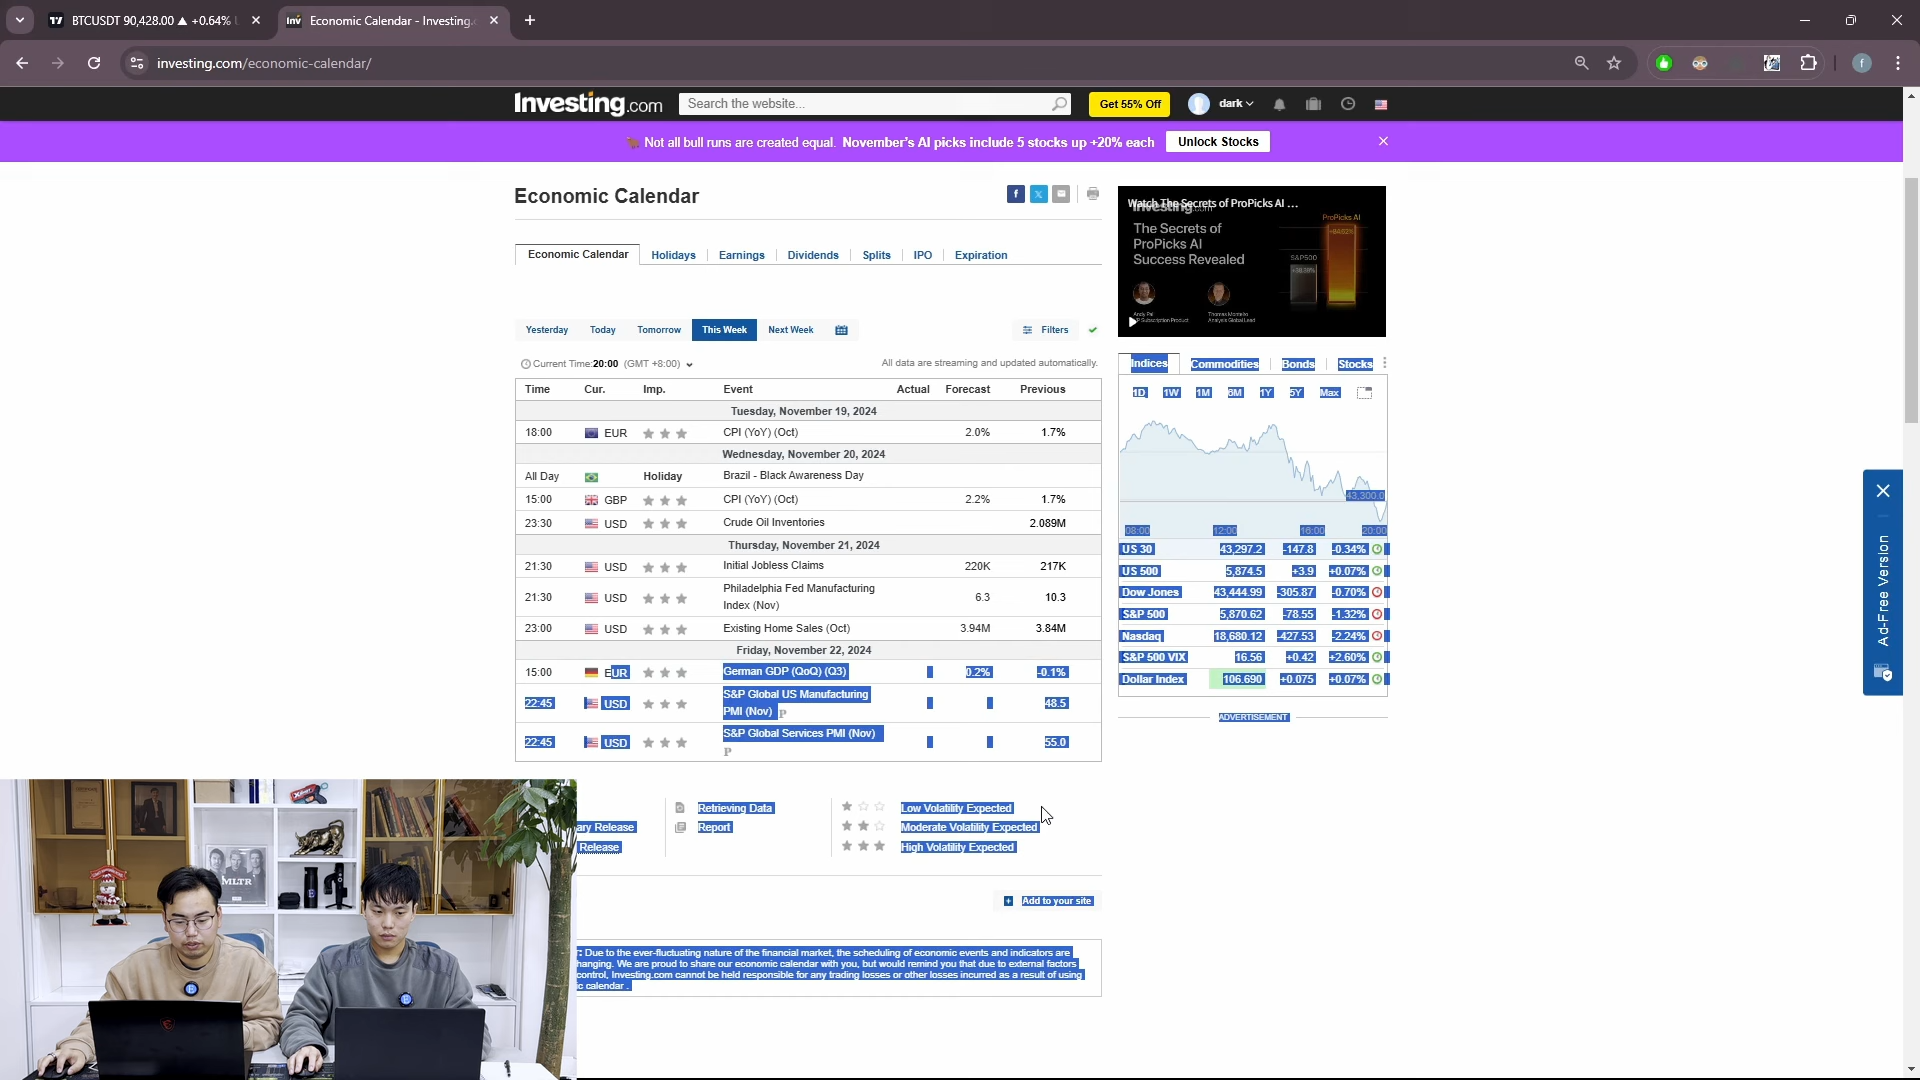 BTCUSDT 90,428.00 ▲ +0.64%
Economic Calendar - Investing.c
investing.com/economic-calendar/
f
Investing.com
Search the website...
Get 55% Off
dark
Not all bull runs are created equal. November's AI picks include 5 stocks up +20% each
Unlock Stocks
Economic Calendar
Economic Calendar Holidays Earnings Dividends Splits IPO Expiration
Yesterday Today Tomorrow This Week Next Week Filters
Current Time:20:00 (GMT +8:00)
All data are streaming and updated automatically.
Time Cur. Imp. Event Actual Forecast Previous
Tuesday, November 19, 2024
18:00 EUR CPI (YoY) (Oct) 2.0% 1.7%
Wednesday, November 20, 2024
All Day Holiday Brazil - Black Awareness Day
15:00 GBP CPI (YoY) (Oct) 2.2% 1.7%
23:30 USD Crude Oil Inventories 2.089M
Thursday, November 21, 2024
21:30 USD Initial Jobless Claims 220K 217K
21:30 USD Philadelphia Fed Manufacturing Index (Nov) 6.3 10.3
23:00 USD Existing Home Sales (Oct) 3.94M 3.84M
Friday, November 22, 2024
15:00 EUR German GDP (QoQ) (Q3) 0.2% -0.1%
22:45 USD S&P Global US Manufacturing PMI (Nov) P 48.5
22:45 USD S&P Global Services PMI (Nov) P 55.0
Watch The Secrets of ProPicks AI ...
Investing.com
The Secrets of
ProPicks AI
Success Revealed
ProPicks AI
S&P500
Indices Commodities Bonds Stocks
1D 1W 1M 6M 1Y 5Y Max
43,300.0
08:00 12:00 16:00 20:00
US 30 43,297.2 -147.8 -0.34%
US 500 5,874.5 +3.9 +0.07%
Dow Jones 43,444.99 -305.87 -0.70%
S&P 500 5,870.62 -78.55 -1.32%
Nasdaq 18,680.12 -427.53 -2.24%
S&P 500 VIX 16.56 +0.42 +2.60%
Dollar Index 106.690 +0.075 +0.07%
ADVERTISEMENT
Ad-Free Version
ary Release
Release
Retrieving Data
Report
Low Volatility Expected
Moderate Volatility Expected
High Volatility Expected
Add to your site
: Due to the ever-fluctuating nature of the financial market, the scheduling of economic events and indicators are
hanging. We are proud to share our economic calendar with you, but would remind you that due to external factors
control, Investing.com cannot be held responsible for any trading losses or other losses incurred as a result of using
ic calendar .
MLTR